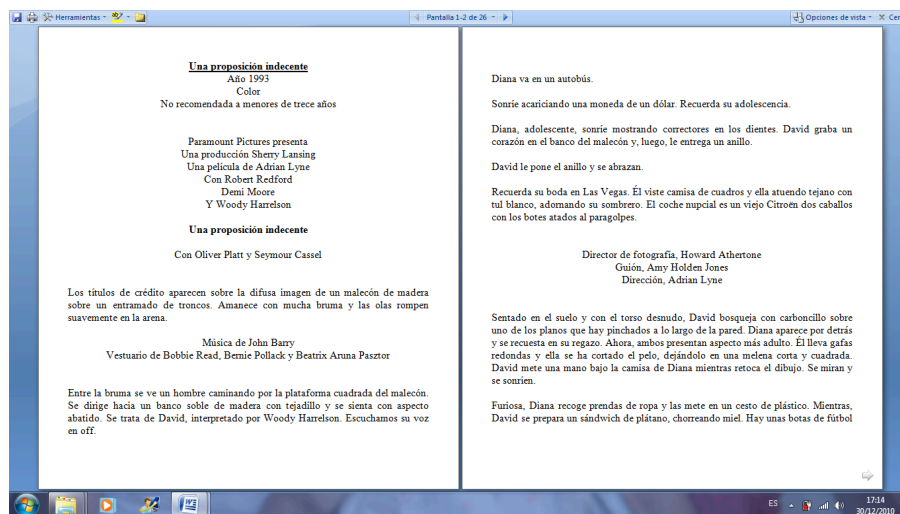 Herramientas
Pantalla 1-2 de 26
Opciones de vista
Una proposición indecente
Año 1993
Color
No recomendada a menores de trece años
Paramount Pictures presenta
Una producción Sherry Lansing
Una película de Adrian Lyne
Con Robert Redford
Demi Moore
Y Woody Harrelson
Una proposición indecente
Con Oliver Platt y Seymour Cassel
Los títulos de crédito aparecen sobre la difusa imagen de un malecón de madera
sobre un entramado de troncos. Amanece con mucha bruma y las olas rompen
suavemente en la arena.
Música de John Barry
Vestuario de Bobbie Read, Bernie Pollack y Beatrix Aruna Pasztor
Entre la bruma se ve un hombre caminando por la plataforma cuadrada del malecón.
Se dirige hacia un banco soble de madera con tejadillo y se sienta con aspecto
abatido. Se trata de David, interpretado por Woody Harrelson. Escuchamos su voz
en off.
Diana va en un autobús.
Sonríe acariciando una moneda de un dólar. Recuerda su adolescencia.
Diana, adolescente, sonríe mostrando correctores en los dientes. David graba un
corazón en el banco del malecón y, luego, le entrega un anillo.
David le pone el anillo y se abrazan.
Recuerda su boda en Las Vegas. Él viste camisa de cuadros y ella atuendo tejano con
tul blanco, adornando su sombrero. El coche nupcial es un viejo Citroën dos caballos
con los botes atados al paragolpes.
Director de fotografía, Howard Athertone
Guión, Amy Holden Jones
Dirección, Adrian Lyne
Sentado en el suelo y con el torso desnudo, David bosqueja con carboncillo sobre
uno de los planos que hay pinchados a lo largo de la pared. Diana aparece por detrás
y se recuesta en su regazo. Ahora, ambos presentan aspecto más adulto. Él lleva gafas
redondas y ella se ha cortado el pelo, dejándolo en una melena corta y cuadrada.
David mete una mano bajo la camisa de Diana mientras retoca el dibujo. Se miran y
se sonríen.
Furiosa, Diana recoge prendas de ropa y las mete en un cesto de plástico. Mientras,
David se prepara un sándwich de plátano, chorreando miel. Hay unas botas de fútbol
ES
17:14
30/12/2010